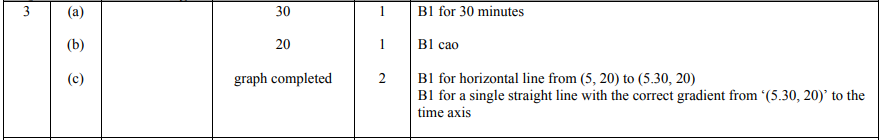 3 (a) 30 1 B1 for 30 minutes
(b) 20 1 B1 cao
(c) graph completed 2 B1 for horizontal line from (5, 20) to (5.30, 20)
B1 for a single straight line with the correct gradient from ‘(5.30, 20)’ to the
time axis